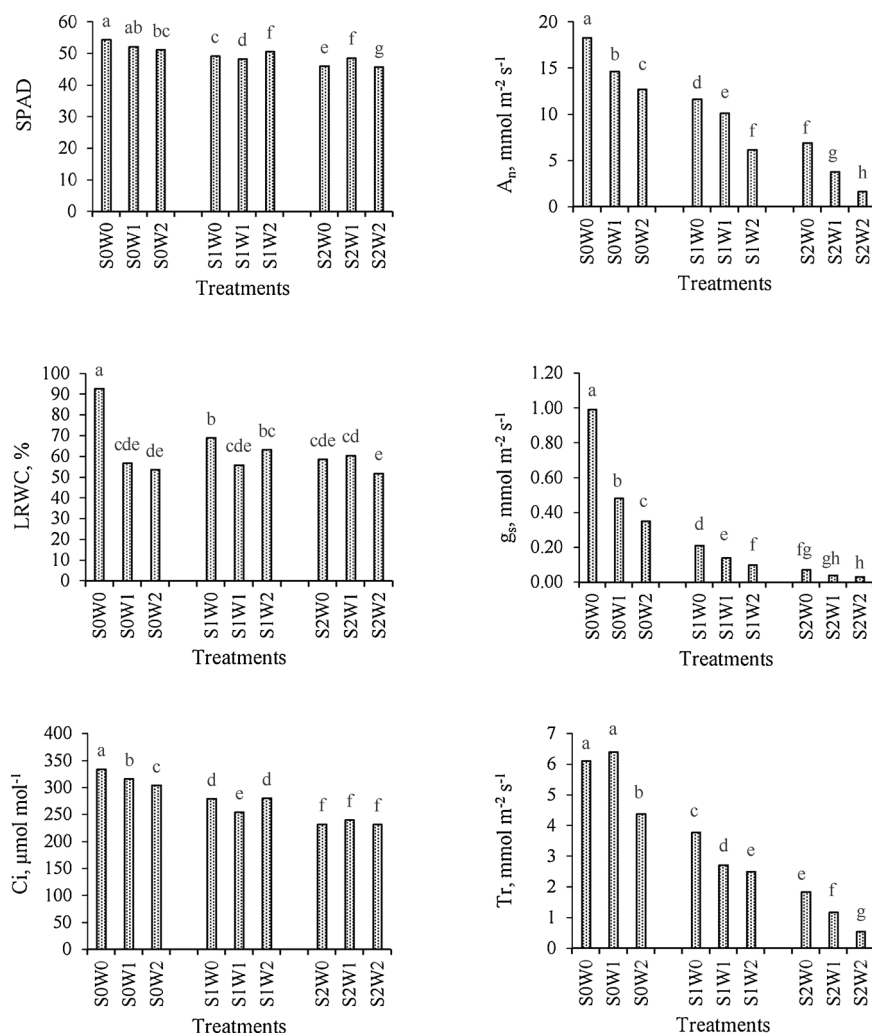 SPAD
60
50
40
30
20
10
0
a ab bc c d f e f g
S0W0 S0W1 S0W2 S1W0 S1W1 S1W2 S2W0 S2W1 S2W2
Treatments
Aₙ, mmol m⁻² s⁻¹
20
15
10
5
0
a b c d e f f g h
S0W0 S0W1 S0W2 S1W0 S1W1 S1W2 S2W0 S2W1 S2W2
Treatments
LRWC, %
100
90
80
70
60
50
40
30
20
10
0
a cde de b cde bc cde cd e
S0W0 S0W1 S0W2 S1W0 S1W1 S1W2 S2W0 S2W1 S2W2
Treatments
gₛ, mmol m⁻² s⁻¹
1.20
1.00
0.80
0.60
0.40
0.20
0.00
a b c d e f fg gh h
S0W0 S0W1 S0W2 S1W0 S1W1 S1W2 S2W0 S2W1 S2W2
Treatments
Ci, µmol mol⁻¹
400
350
300
250
200
150
100
50
0
a b c d e d f f f
S0W0 S0W1 S0W2 S1W0 S1W1 S1W2 S2W0 S2W1 S2W2
Treatments
Tr, mmol m⁻² s⁻¹
7
6
5
4
3
2
1
0
a a b c d e e f g
S0W0 S0W1 S0W2 S1W0 S1W1 S1W2 S2W0 S2W1 S2W2
Treatments